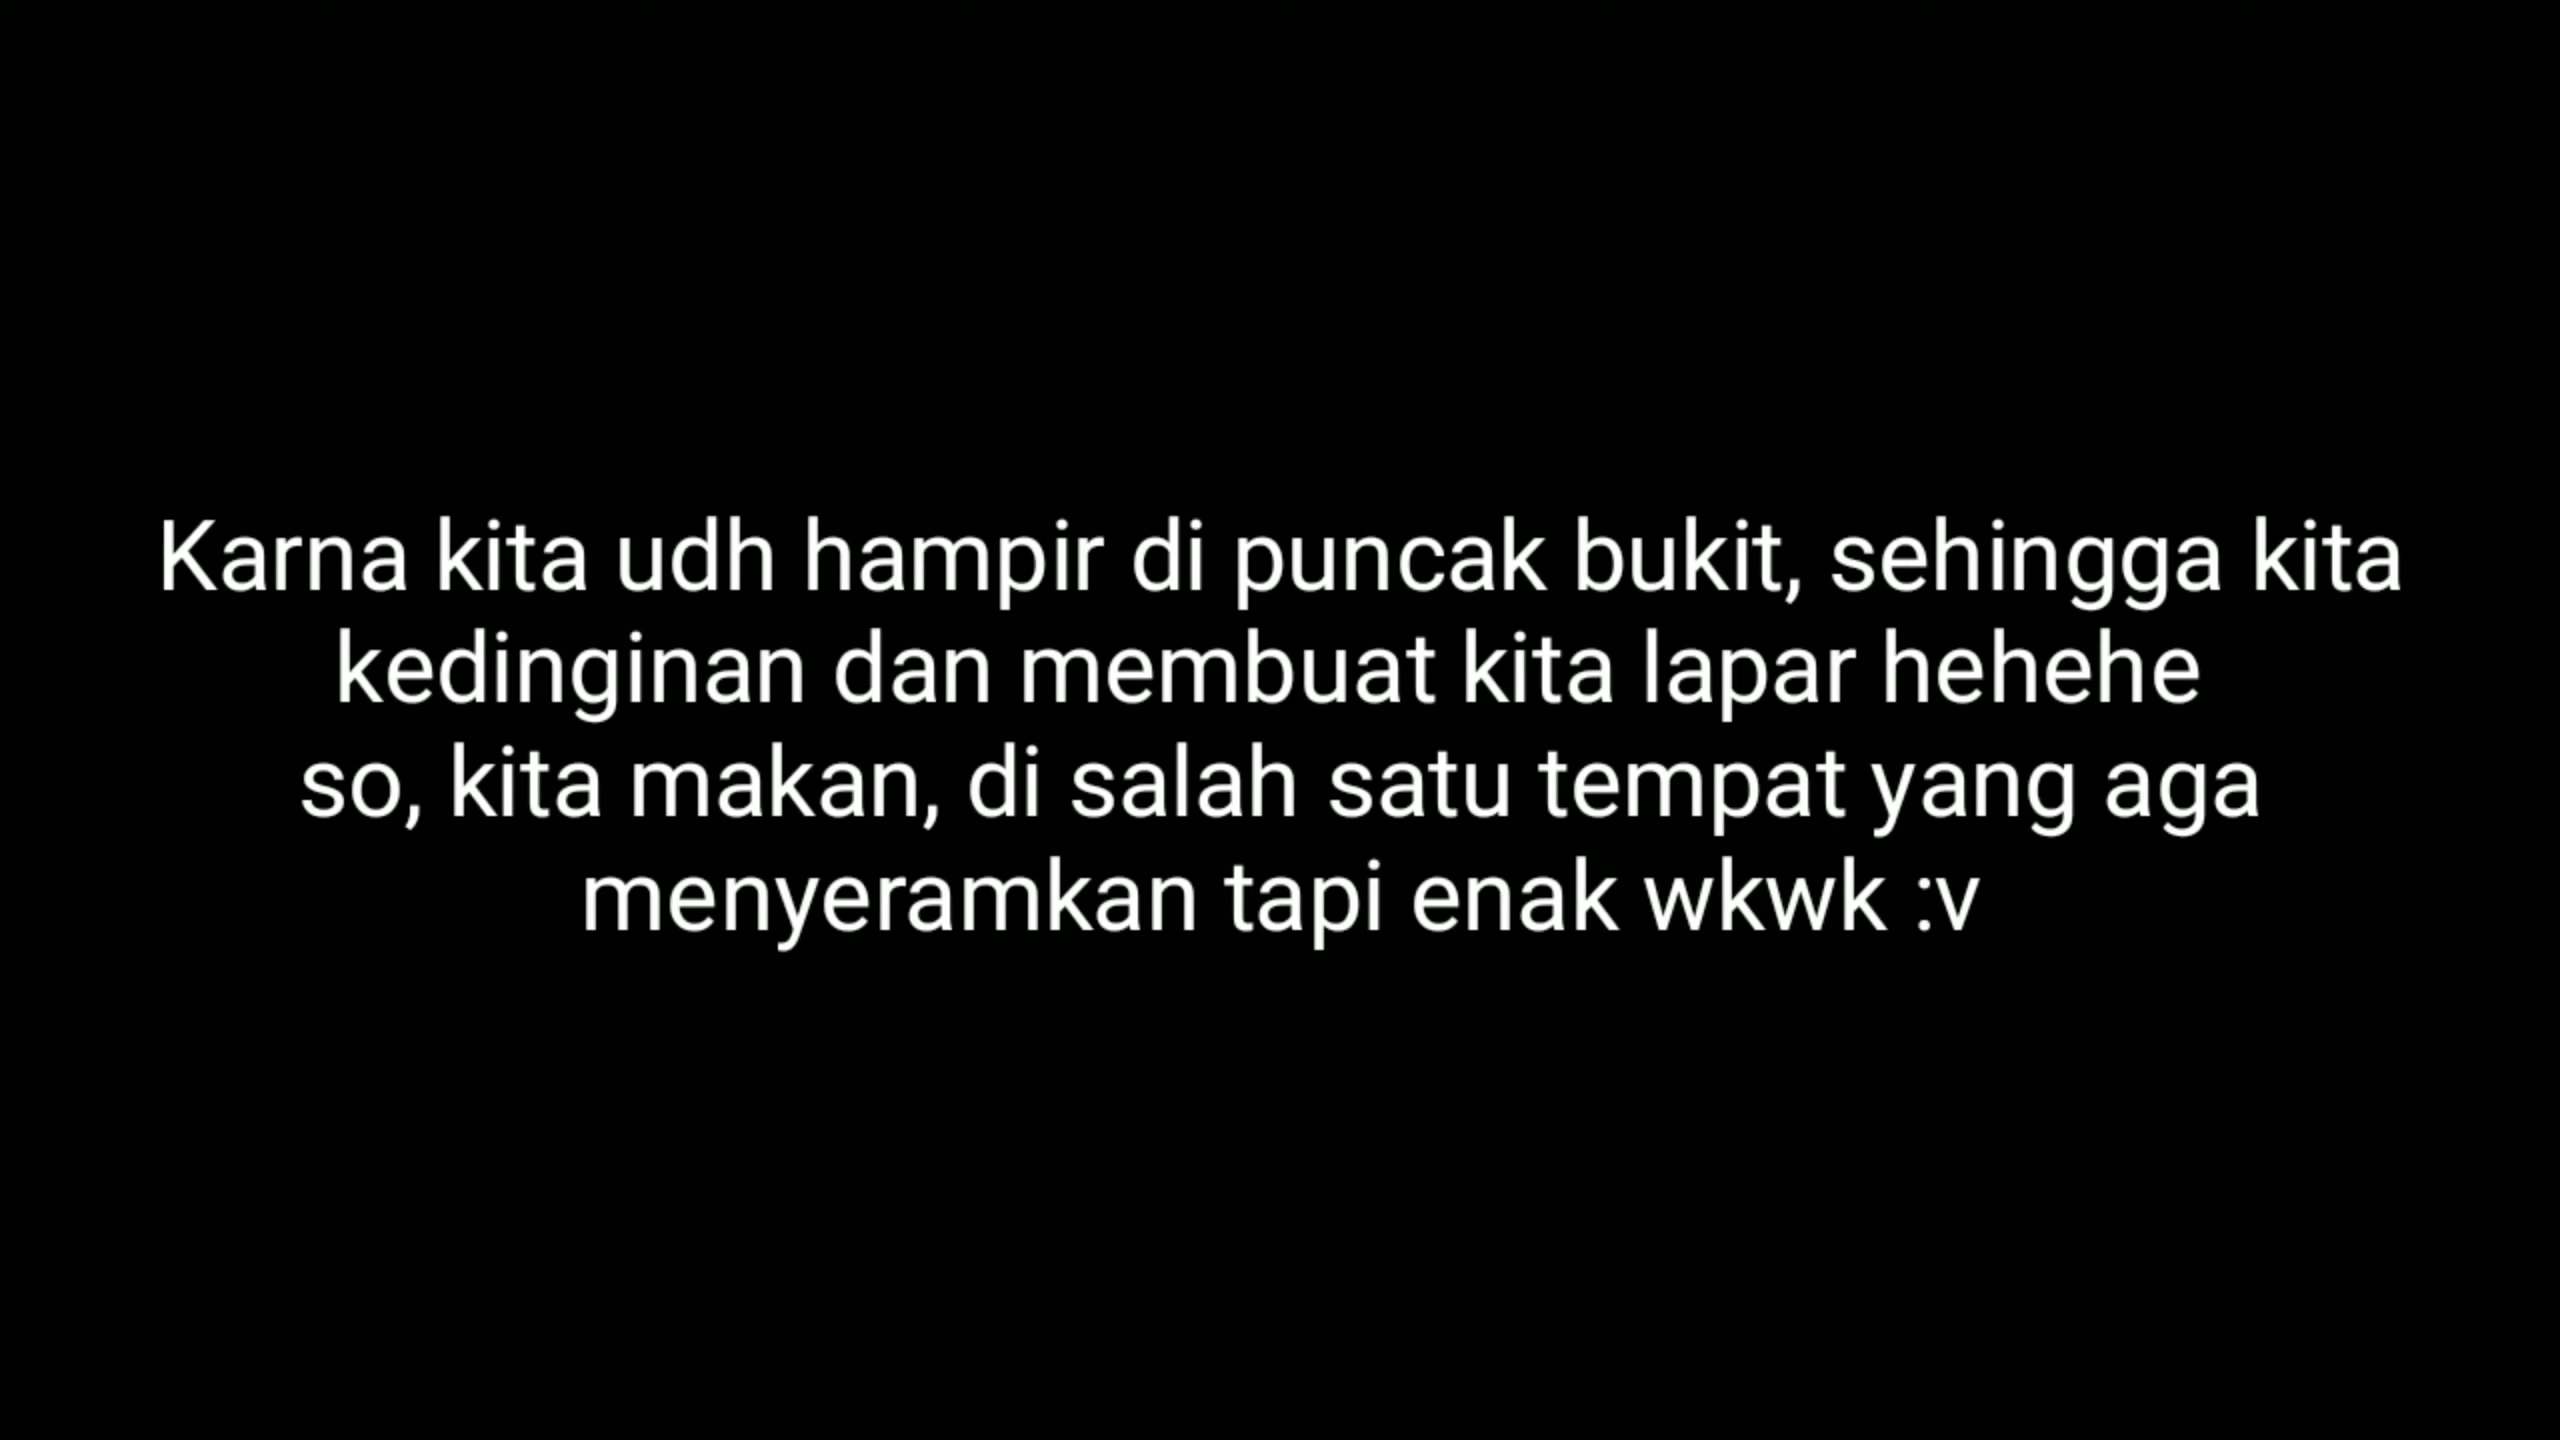 Karna kita udh hampir di puncak bukit, sehingga kita
kedinginan dan membuat kita lapar hehehe
so, kita makan, di salah satu tempat yang aga
menyeramkan tapi enak wkwk :v